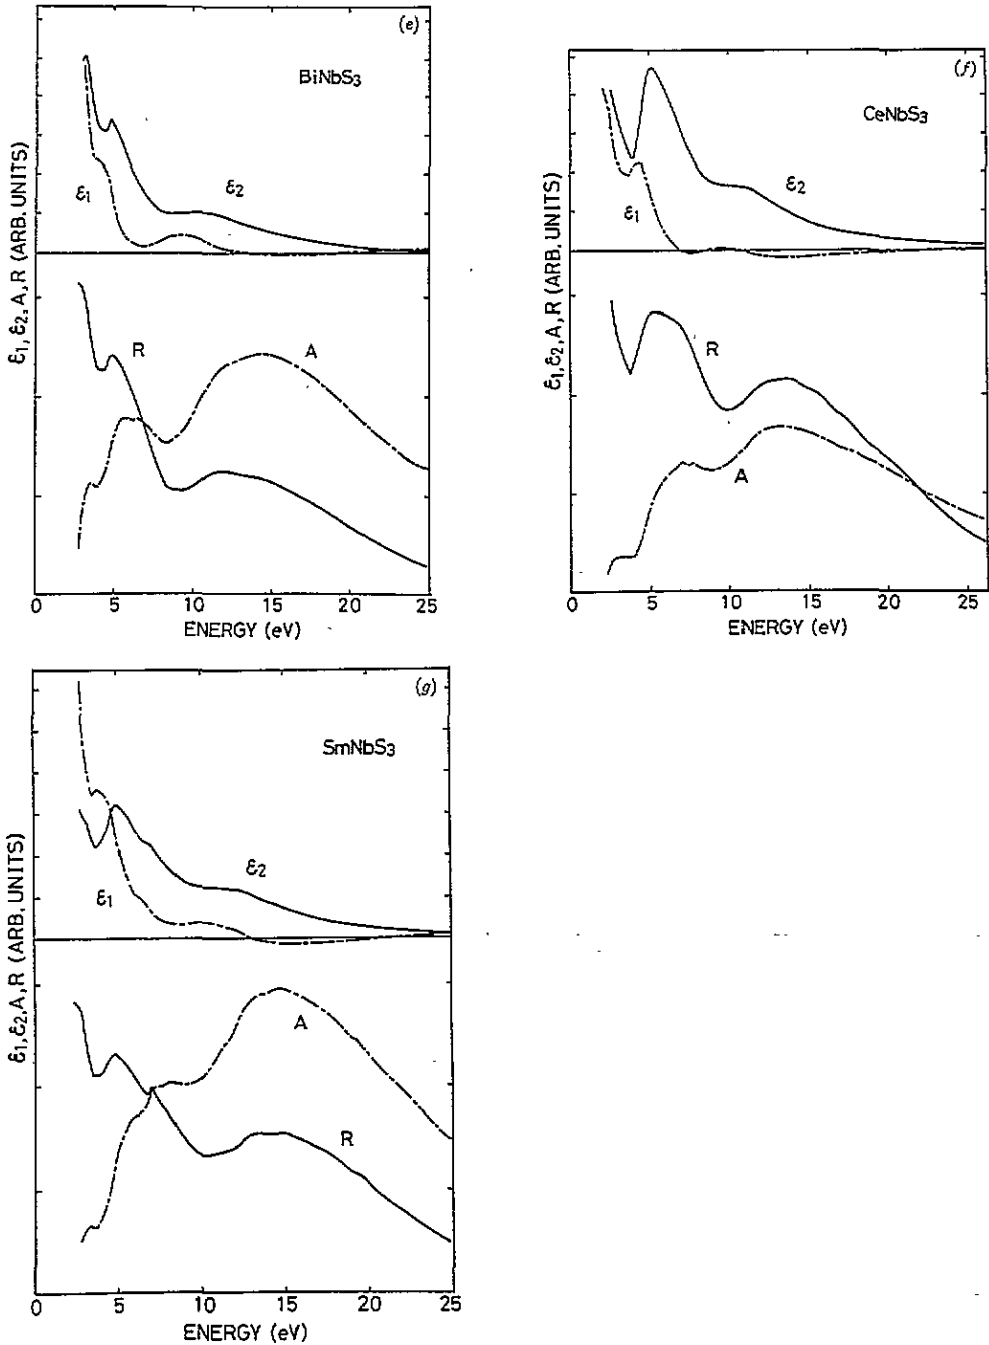 (e)
BiNbS3
ε1
ε2
R
A
ε1, ε2, A, R (ARB. UNITS)
0 5 10 15 20 25
ENERGY (eV)
(f)
CeNbS3
ε1
ε2
R
A
ε1, ε2, A, R (ARB. UNITS)
0 5 10 15 20 25
ENERGY (eV)
(g)
SmNbS3
ε1
ε2
A
R
ε1, ε2, A, R (ARB. UNITS)
0 5 10 15 20 25
ENERGY (eV)